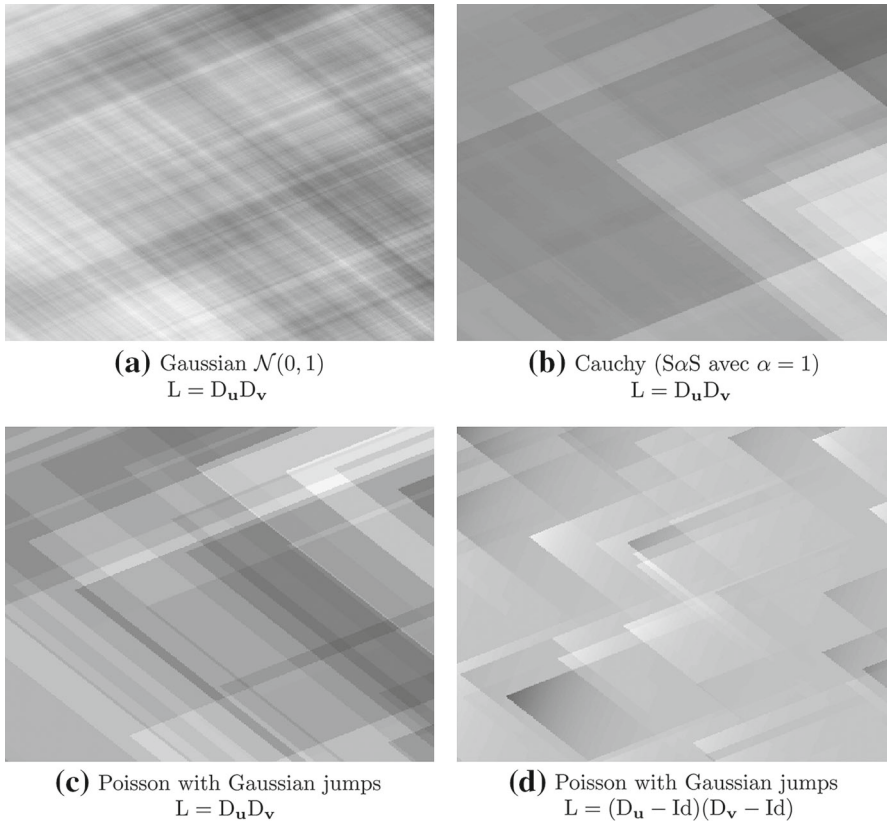 (a) Gaussian 𝒩(0, 1)
L = D_u D_v
(b) Cauchy (SαS avec α = 1)
L = D_u D_v
(c) Poisson with Gaussian jumps
L = D_u D_v
(d) Poisson with Gaussian jumps
L = (D_u − Id)(D_v − Id)